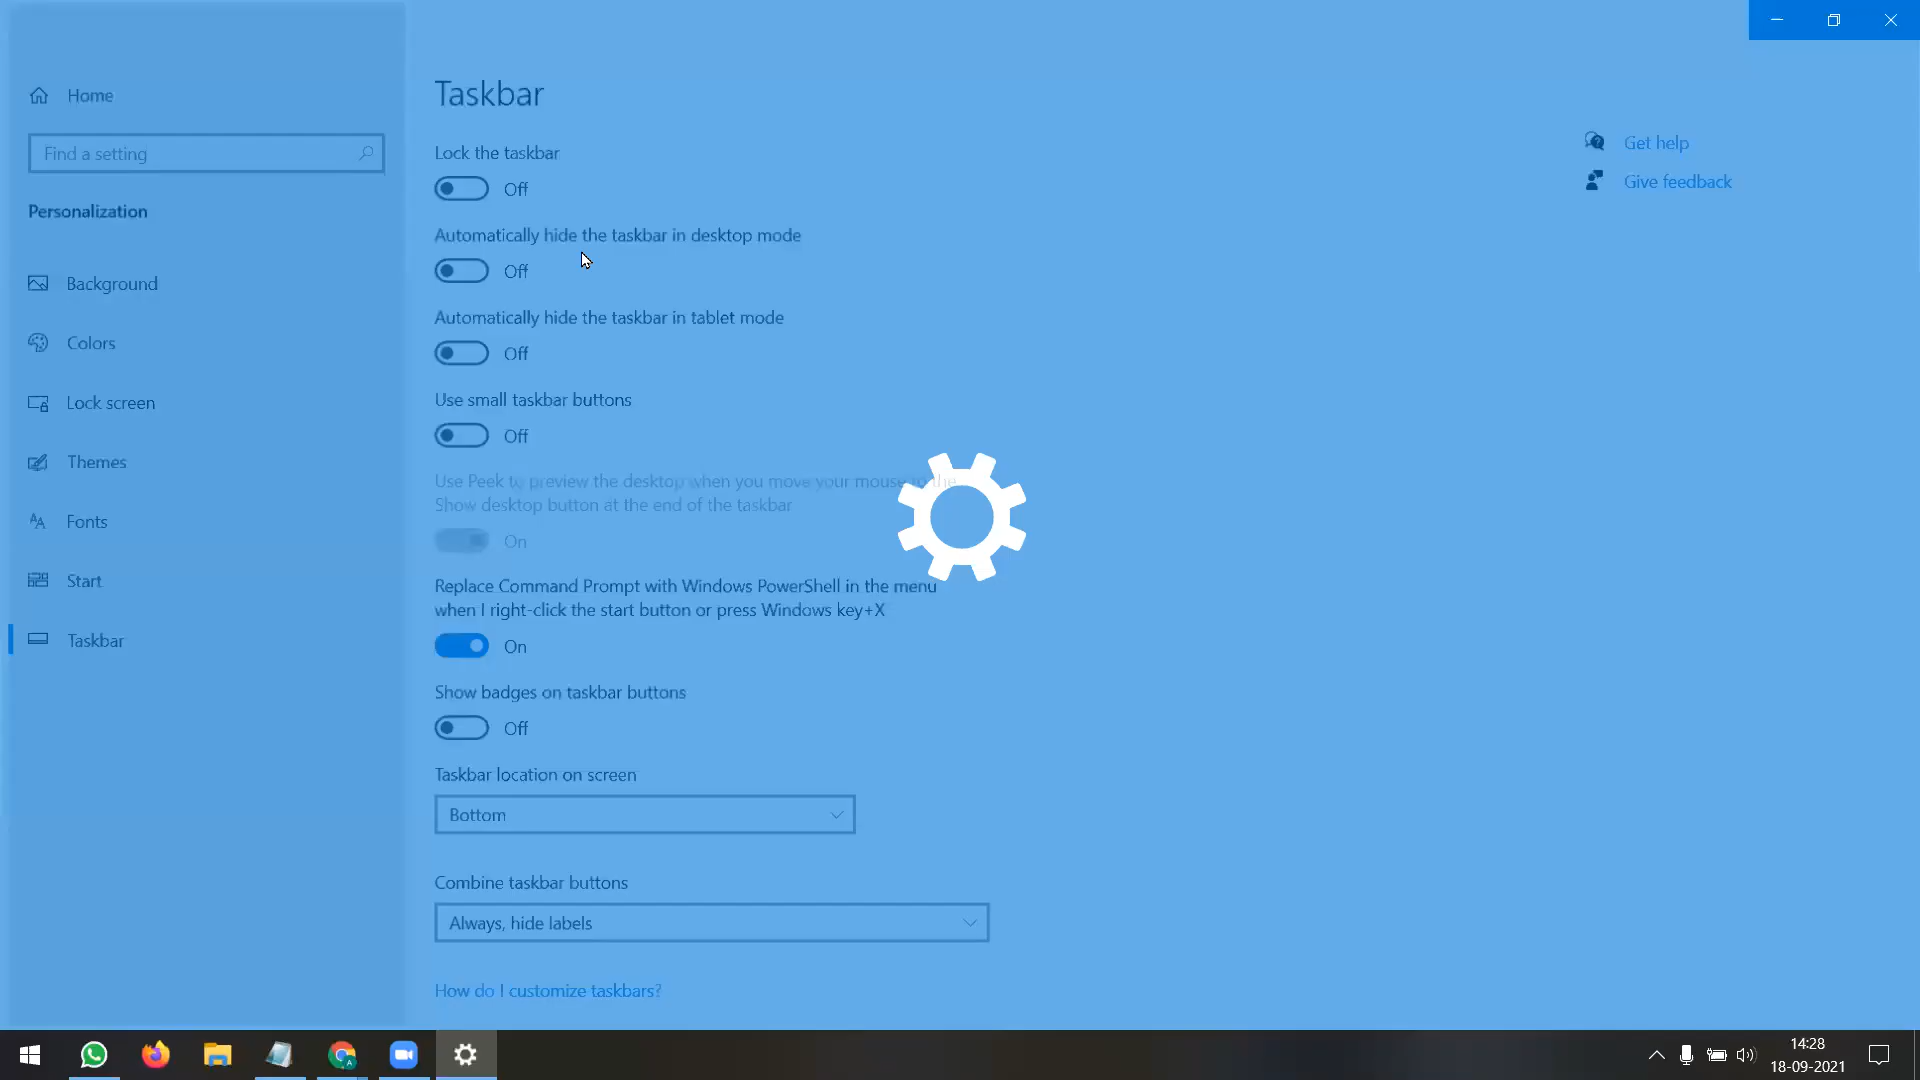 Home
Find a setting
Personalization
Background
Colors
Lock screen
Themes
Fonts
Start
Taskbar
Taskbar
Lock the taskbar
Off
Automatically hide the taskbar in desktop mode
Off
Automatically hide the taskbar in tablet mode
Off
Use small taskbar buttons
Off
Use Peek to preview the desktop when you move your mouse to the
Show desktop button at the end of the taskbar
On
Replace Command Prompt with Windows PowerShell in the menu
when I right-click the start button or press Windows key+X
On
Show badges on taskbar buttons
Off
Taskbar location on screen
Bottom
Combine taskbar buttons
Always, hide labels
How do I customize taskbars?
Get help
Give feedback
14:28
18-09-2021